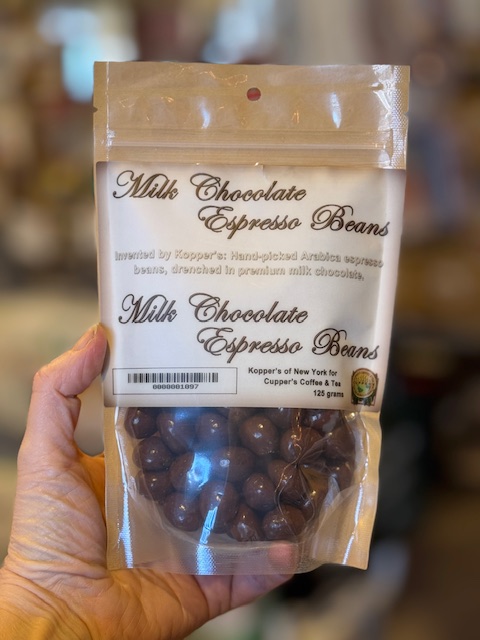 Milk Chocolate
Espresso Beans
Invented by Kopper's: Hand-picked Arabica espresso
beans, drenched in premium milk chocolate.
Milk Chocolate
Espresso Beans
Kopper's of New York for
Cupper's Coffee & Tea
125 grams
0000001057